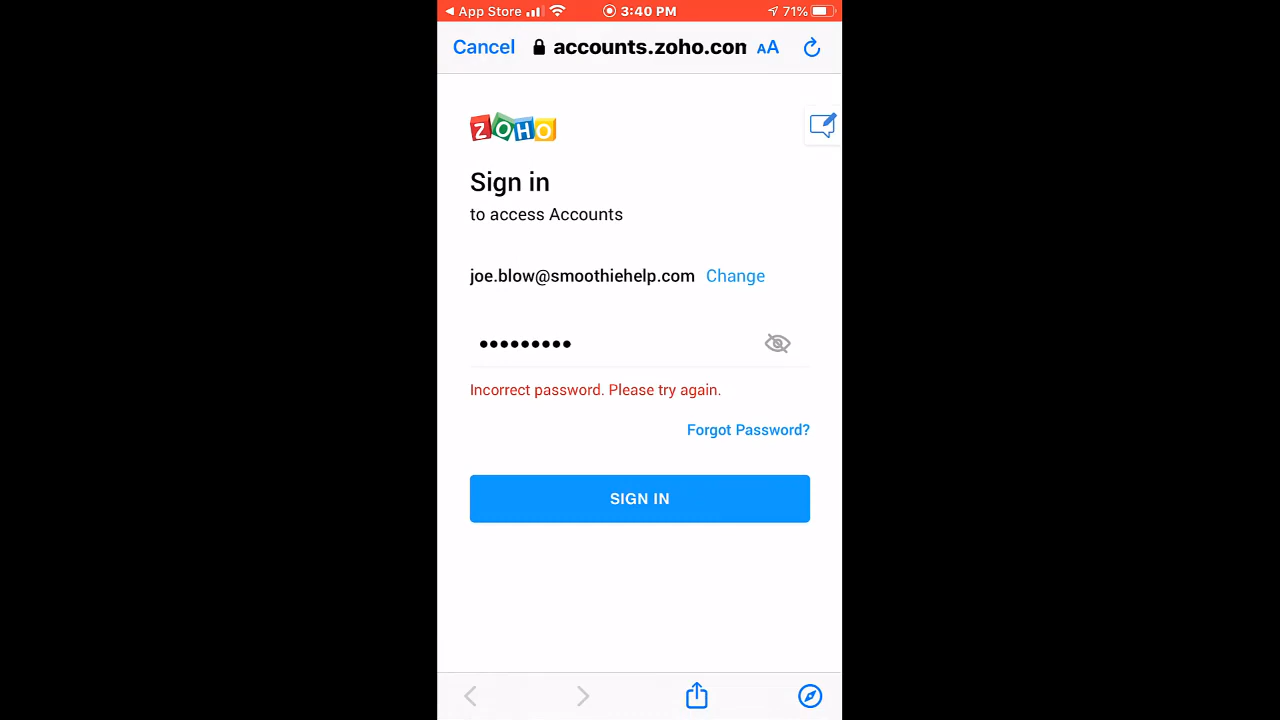 App Store 3:40 PM 71%
Cancel accounts.zoho.con AA
ZOHO
Sign in
to access Accounts
joe.blow@smoothiehelp.com Change
•••••••••
Incorrect password. Please try again.
Forgot Password?
SIGN IN